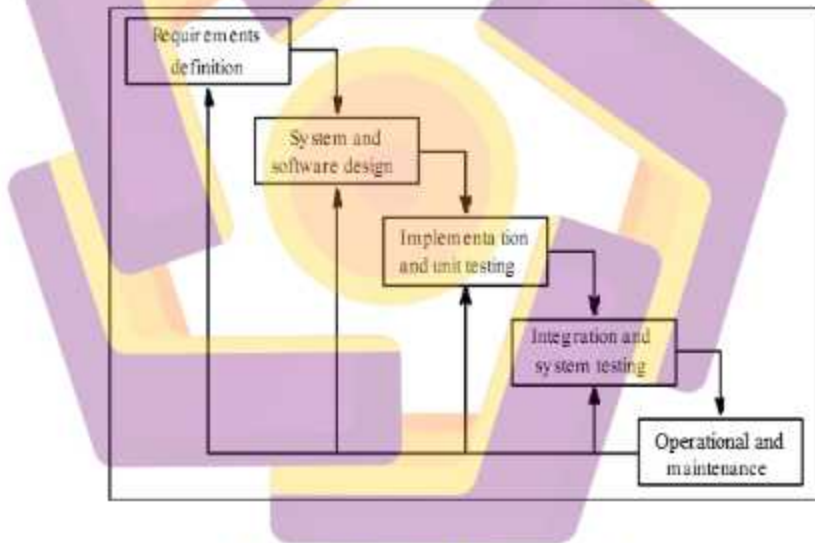 Requirements
definition
System and
software design
Implementation
and unit testing
Integration and
system testing
Operational and
maintenance